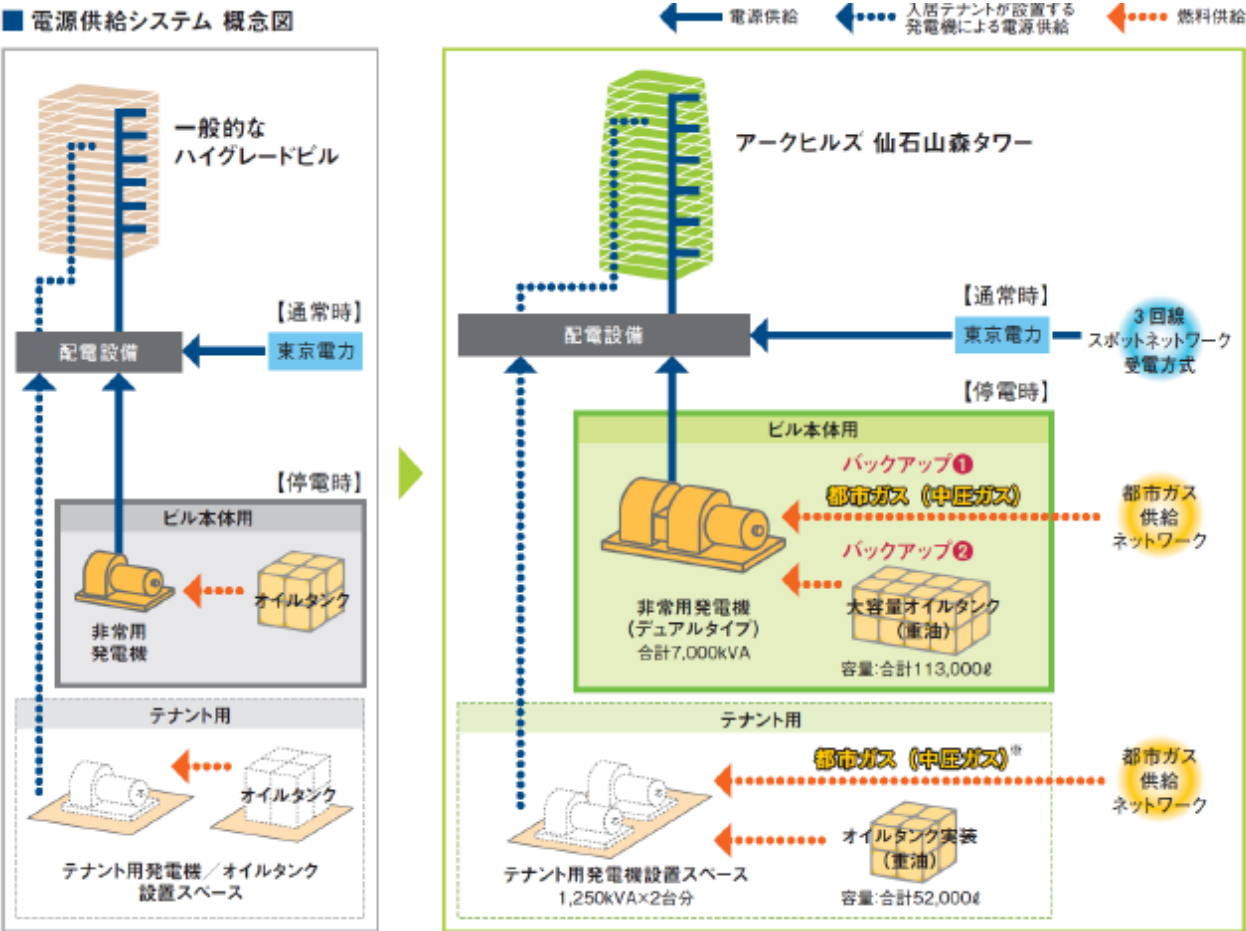 ■ 電源供給システム 概念図
電源供給
入居テナントが設置する
発電機による電源供給
燃料供給
一般的な
ハイグレードビル
【通常時】
配電設備
東京電力
【停電時】
ビル本体用
オイルタンク
非常用
発電機
テナント用
オイルタンク
テナント用発電機／オイルタンク
設置スペース
アークヒルズ 仙石山森タワー
【通常時】
配電設備
東京電力
3回線
スポットネットワーク
受電方式
【停電時】
ビル本体用
バックアップ❶
都市ガス（中圧ガス）
都市ガス
供給
ネットワーク
バックアップ❷
非常用発電機
（デュアルタイプ）
合計7,000kVA
大容量オイルタンク
（重油）
容量:合計113,000ℓ
テナント用
都市ガス（中圧ガス）※
都市ガス
供給
ネットワーク
オイルタンク実装
（重油）
テナント用発電機設置スペース
1,250kVA×2台分
容量:合計52,000ℓ